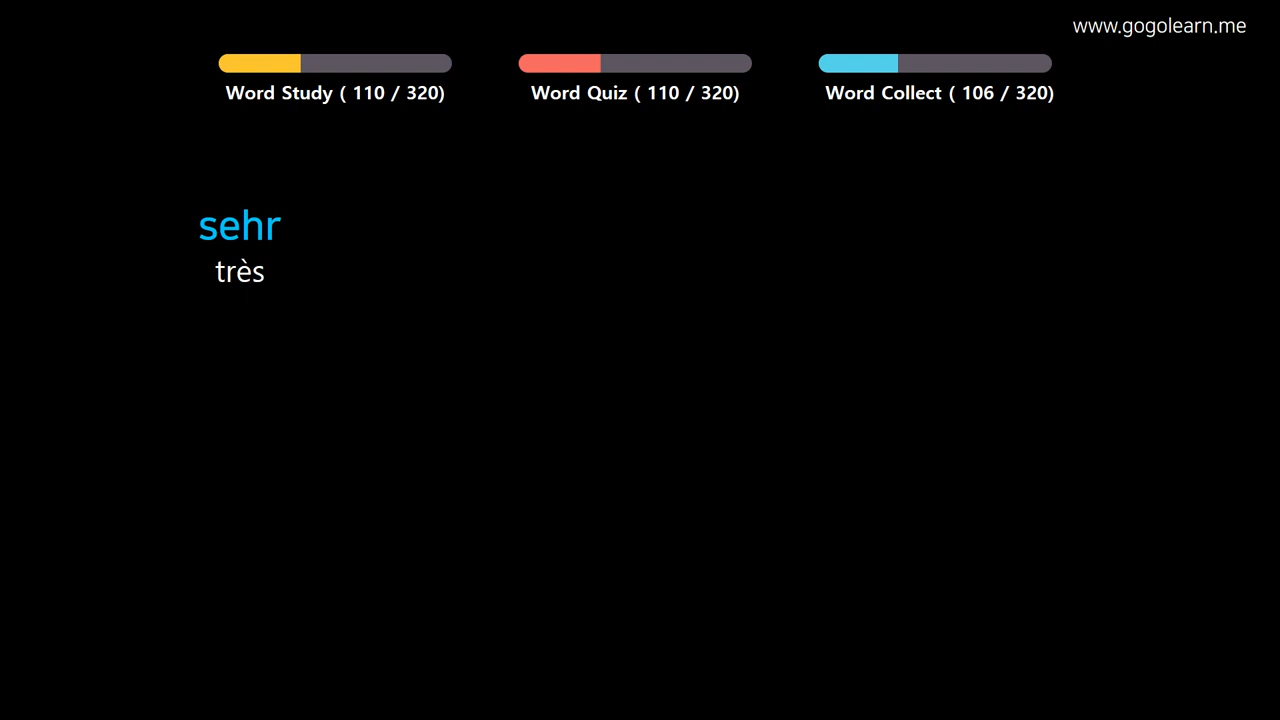 www.gogolearn.me
Word Study ( 110 / 320)
Word Quiz ( 110 / 320)
Word Collect ( 106 / 320)
sehr
très